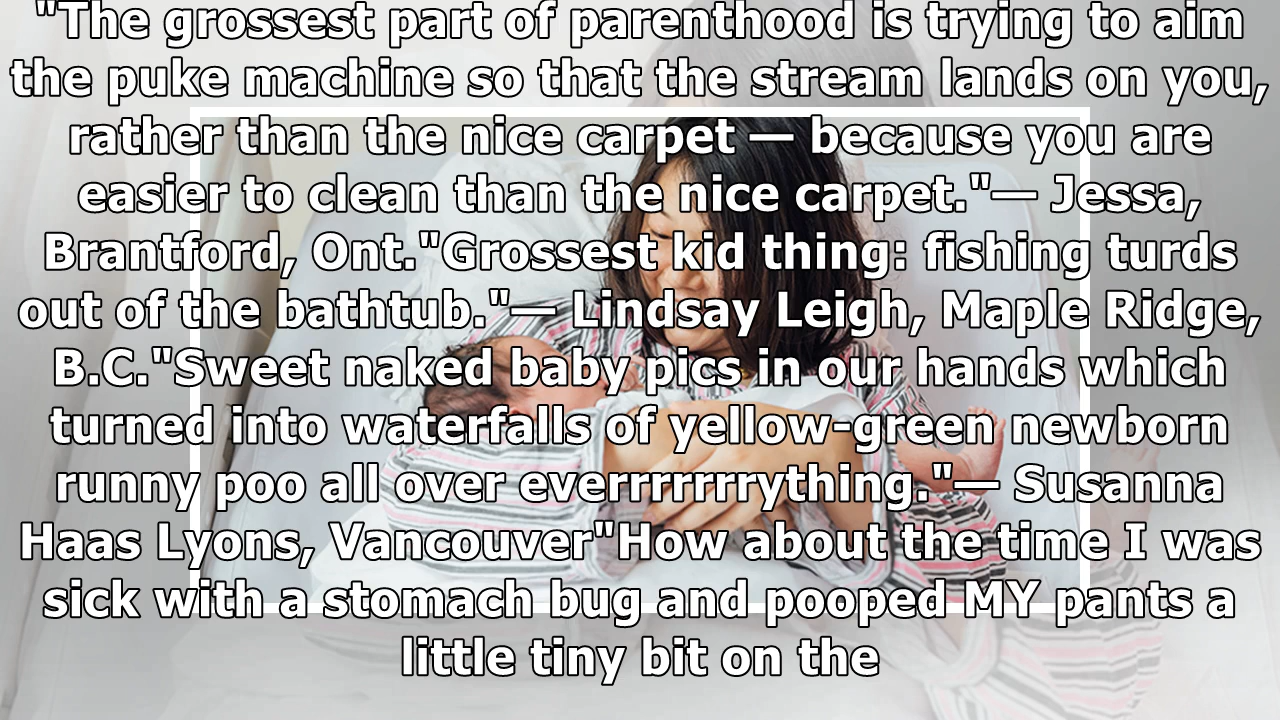 "The grossest part of parenthood is trying to aim
the puke machine so that the stream lands on you,
rather than the nice carpet — because you are
easier to clean than the nice carpet."— Jessa,
Brantford, Ont."Grossest kid thing: fishing turds
out of the bathtub."— Lindsay Leigh, Maple Ridge,
B.C."Sweet naked baby pics in our hands which
turned into waterfalls of yellow-green newborn
runny poo all over everrrrrrrything."— Susanna
Haas Lyons, Vancouver"How about the time I was
sick with a stomach bug and pooped MY pants a
little tiny bit on the